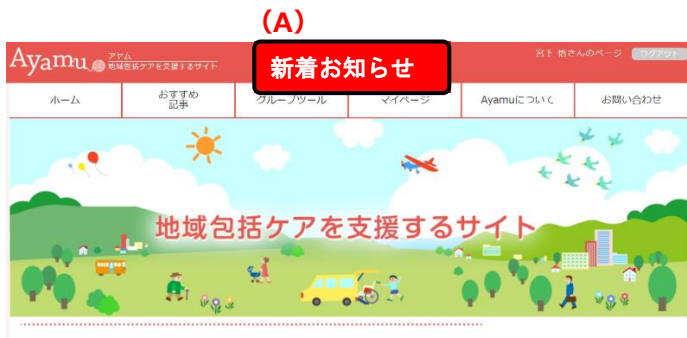 (A)
Ayamu アヤム
地域包括ケアを支援するサイト
新着お知らせ
宮下 悟さんのページ ログアウト
ホーム おすすめ記事 グループツール マイページ Ayamuについて お問い合わせ
地域包括ケアを支援するサイト